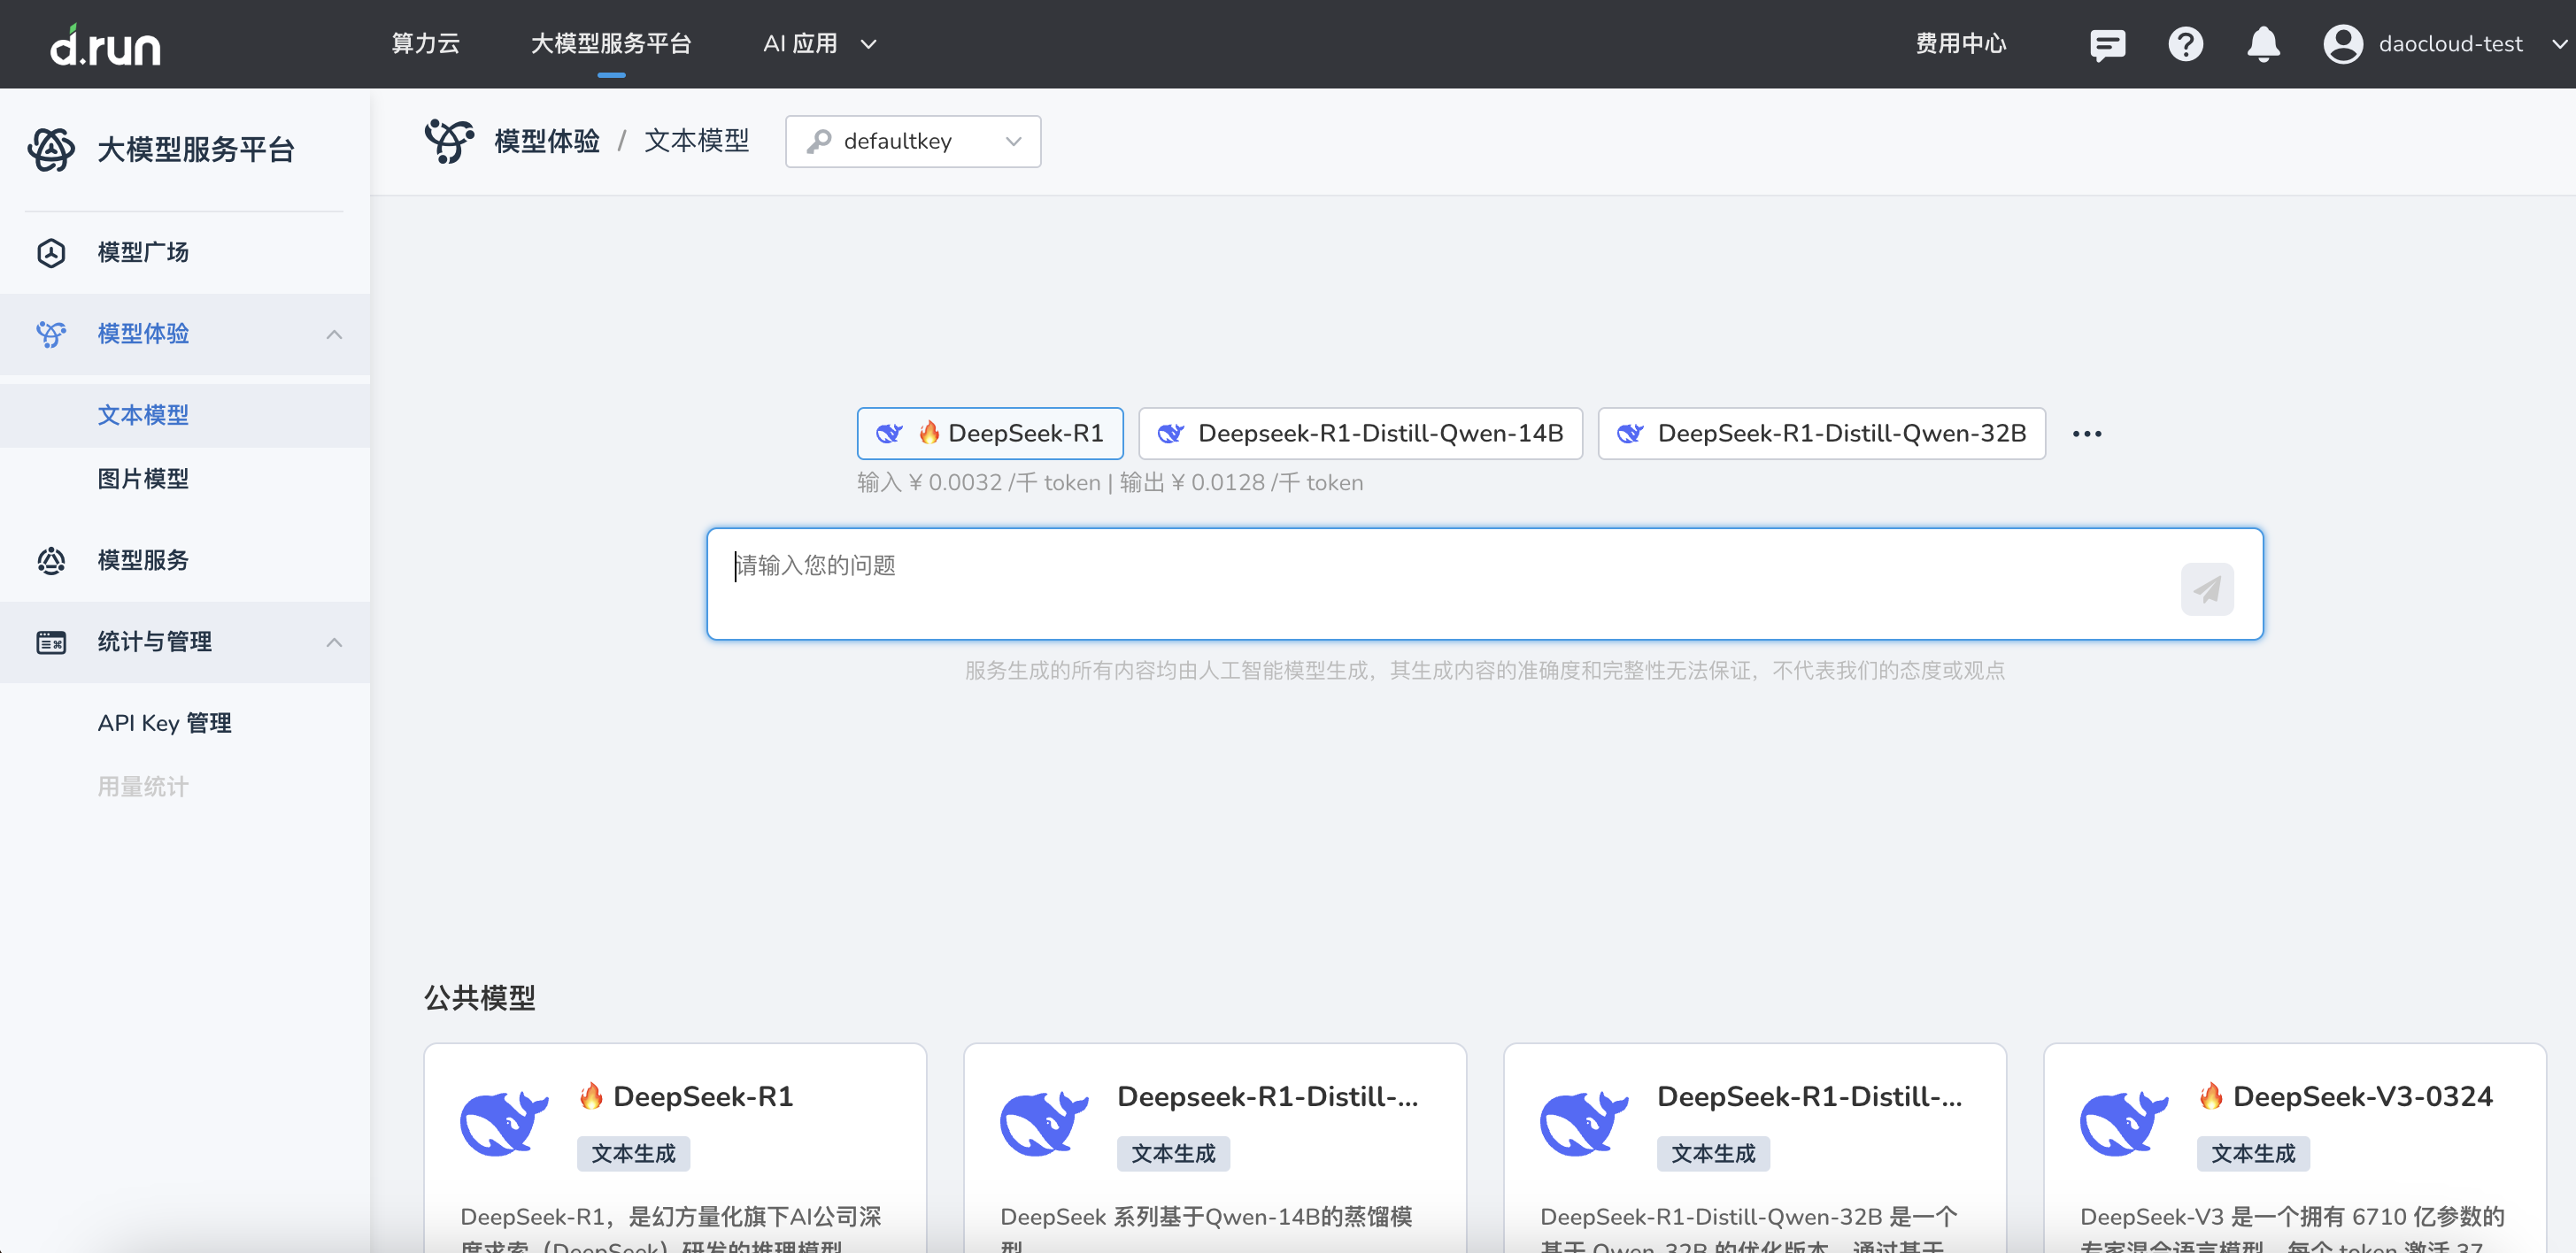 d.run
算力云
大模型服务平台
AI 应用
费用中心
daocloud-test
大模型服务平台
模型广场
模型体验
文本模型
图片模型
模型服务
统计与管理
API Key 管理
用量统计
模型体验 / 文本模型
defaultkey
🔥 DeepSeek-R1
Deepseek-R1-Distill-Qwen-14B
DeepSeek-R1-Distill-Qwen-32B
输入 ¥ 0.0032 /千 token | 输出 ¥ 0.0128 /千 token
请输入您的问题
服务生成的所有内容均由人工智能模型生成，其生成内容的准确度和完整性无法保证，不代表我们的态度或观点
公共模型
🔥 DeepSeek-R1
文本生成
DeepSeek-R1，是幻方量化旗下AI公司深
度求索（DeepSeek）研发的推理模型
Deepseek-R1-Distill-...
文本生成
DeepSeek 系列基于Qwen-14B的蒸馏模
型
DeepSeek-R1-Distill-...
文本生成
DeepSeek-R1-Distill-Qwen-32B 是一个
基于 Qwen-32B 的优化版本，通过基于
🔥 DeepSeek-V3-0324
文本生成
DeepSeek-V3 是一个拥有 6710 亿参数的
专家混合语言模型，每个 token 激活 37